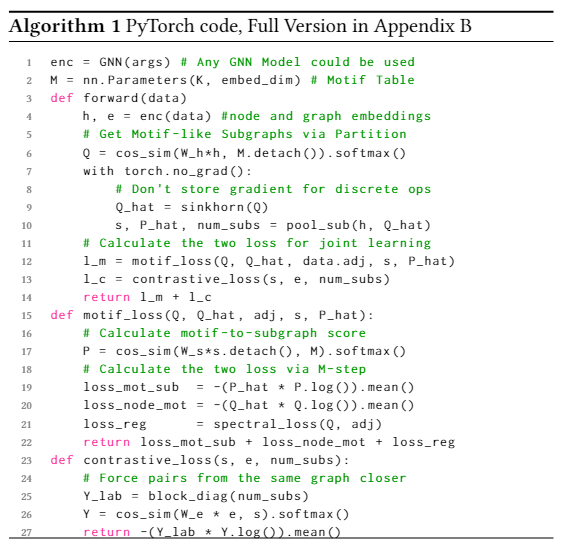 Algorithm 1 PyTorch code, Full Version in Appendix B
1 enc = GNN(args) # Any GNN Model could be used
2 M = nn.Parameters(K, embed_dim) # Motif Table
3 def forward(data)
4 h, e = enc(data) #node and graph embeddings
5 # Get Motif-like Subgraphs via Partition
6 Q = cos_sim(W_h*h, M.detach()).softmax()
7 with torch.no_grad():
8 # Don't store gradient for discrete ops
9 Q_hat = sinkhorn(Q)
10 s, P_hat, num_subs = pool_sub(h, Q_hat)
11 # Calculate the two loss for joint learning
12 l_m = motif_loss(Q, Q_hat, data.adj, s, P_hat)
13 l_c = contrastive_loss(s, e, num_subs)
14 return l_m + l_c
15 def motif_loss(Q, Q_hat, adj, s, P_hat):
16 # Calculate motif-to-subgraph score
17 P = cos_sim(W_s*s.detach(), M).softmax()
18 # Calculate the two loss via M-step
19 loss_mot_sub = -(P_hat * P.log()).mean()
20 loss_node_mot = -(Q_hat * Q.log()).mean()
21 loss_reg = spectral_loss(Q, adj)
22 return loss_mot_sub + loss_node_mot + loss_reg
23 def contrastive_loss(s, e, num_subs):
24 # Force pairs from the same graph closer
25 Y_lab = block_diag(num_subs)
26 Y = cos_sim(W_e * e, s).softmax()
27 return -(Y_lab * Y.log()).mean()